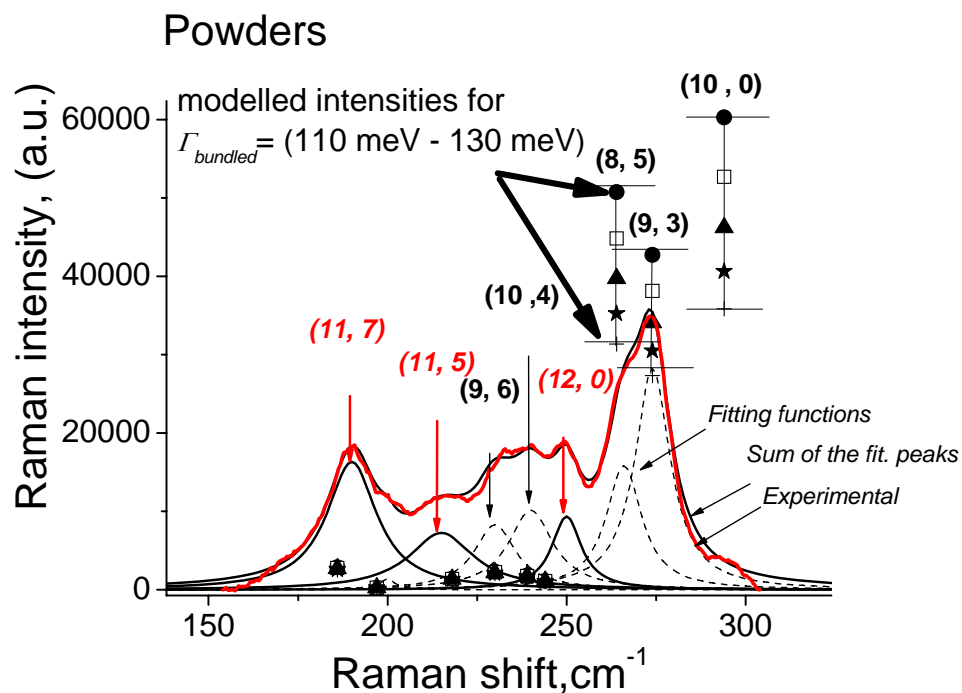 Powders
modelled intensities for
Γbundled= (110 meV - 130 meV)
(10 , 0)
(8, 5)
(9, 3)
(10 ,4)
(11, 7)
(11, 5)
(9, 6)
(12, 0)
Fitting functions
Sum of the fit. peaks
Experimental
Raman intensity, (a.u.)
60000
40000
20000
0
150 200 250 300
Raman shift,cm-1